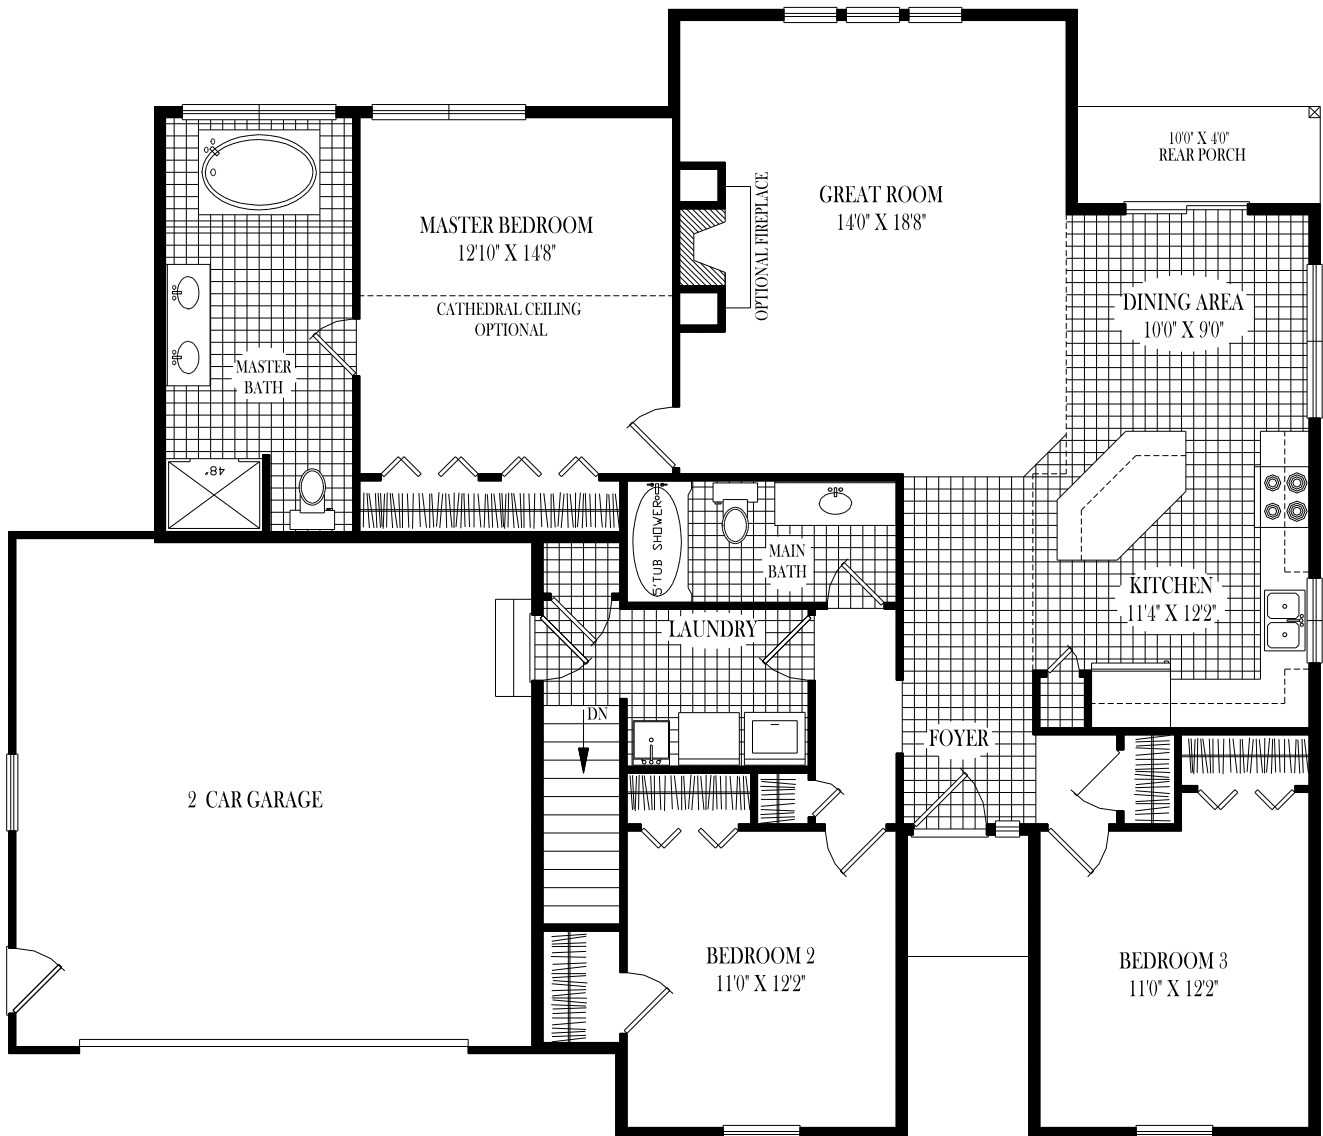 10'0" X 4'0"
REAR PORCH
GREAT ROOM
14'0" X 18'8"
OPTIONAL FIREPLACE
MASTER BEDROOM
12'10" X 14'8"
CATHEDRAL CEILING
OPTIONAL
DINING AREA
10'0" X 9'0"
MASTER
BATH
48"
5'TUB SHOWER
MAIN
BATH
KITCHEN
11'4" X 12'2"
LAUNDRY
DN
FOYER
2 CAR GARAGE
BEDROOM 2
11'0" X 12'2"
BEDROOM 3
11'0" X 12'2"